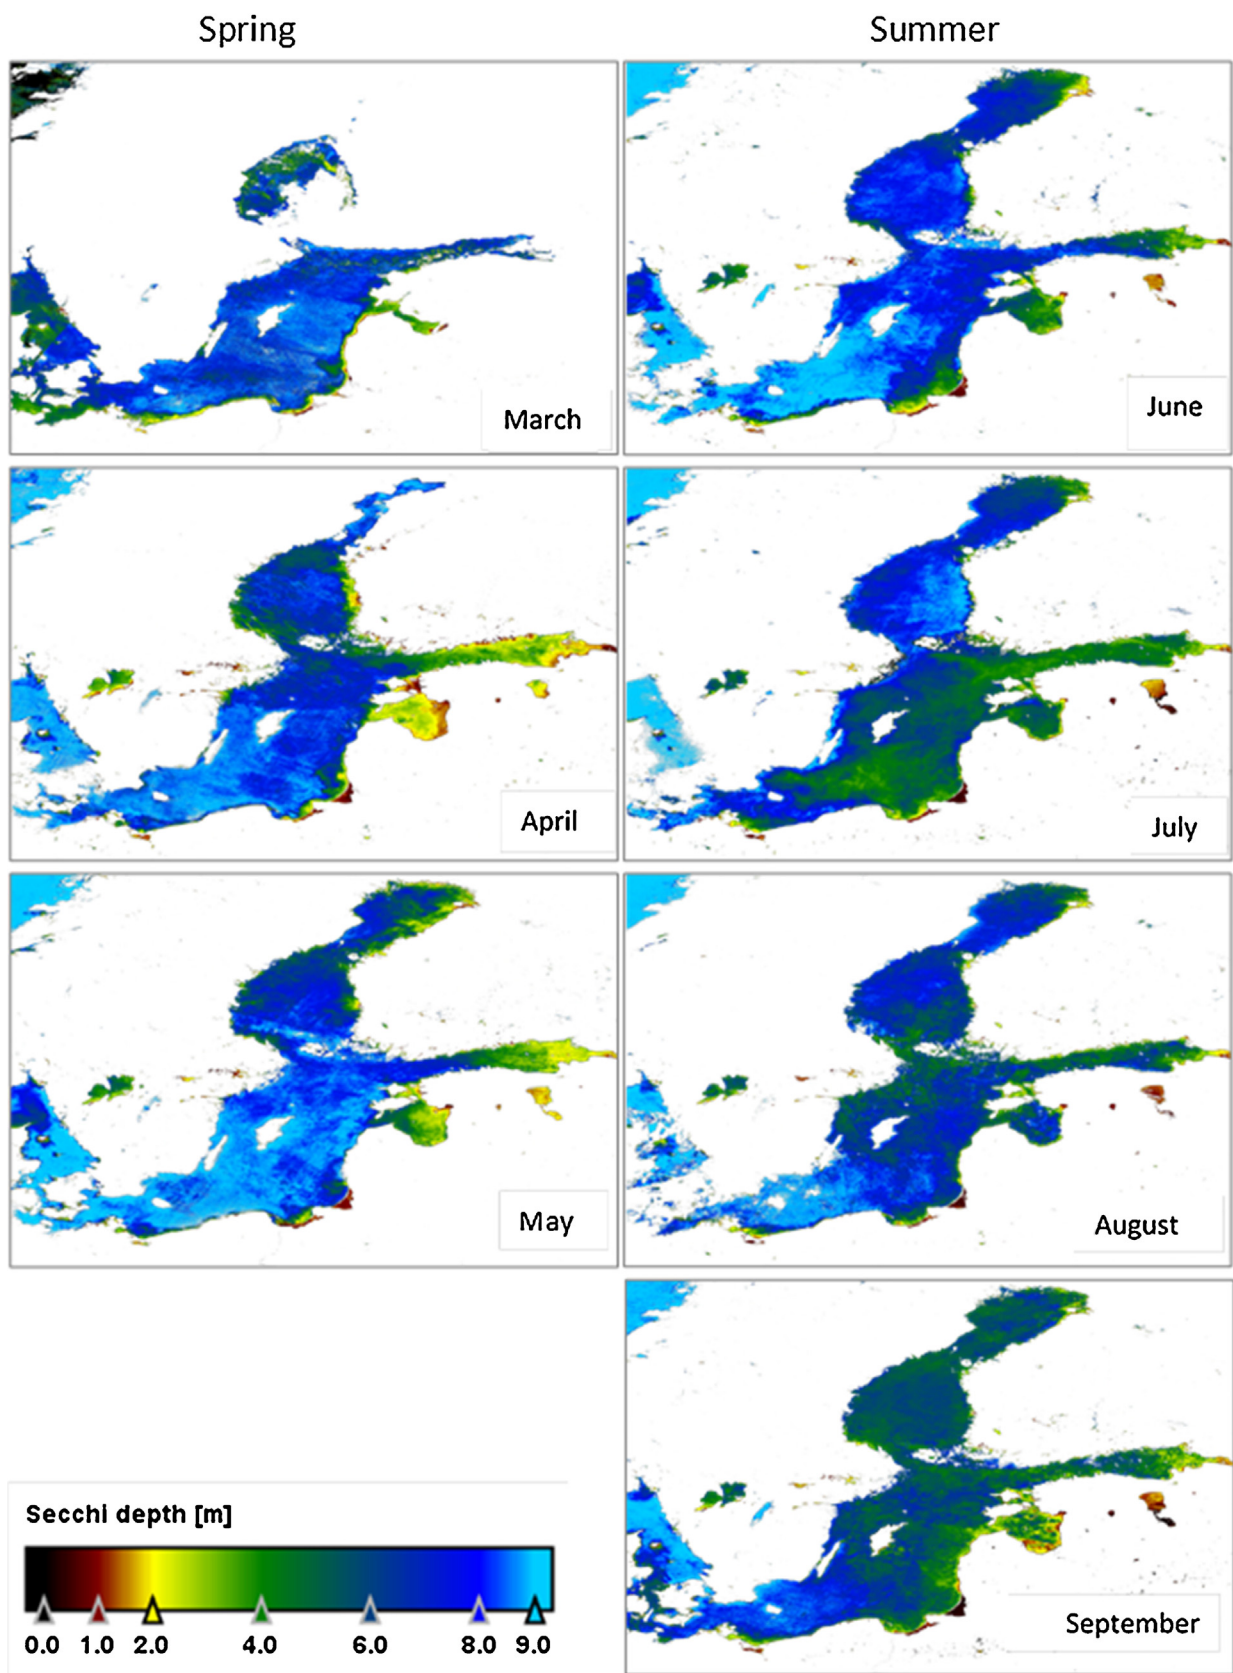 Spring
Summer
March
June
April
July
May
August
September
Secchi depth [m]
0.0 1.0 2.0 4.0 6.0 8.0 9.0